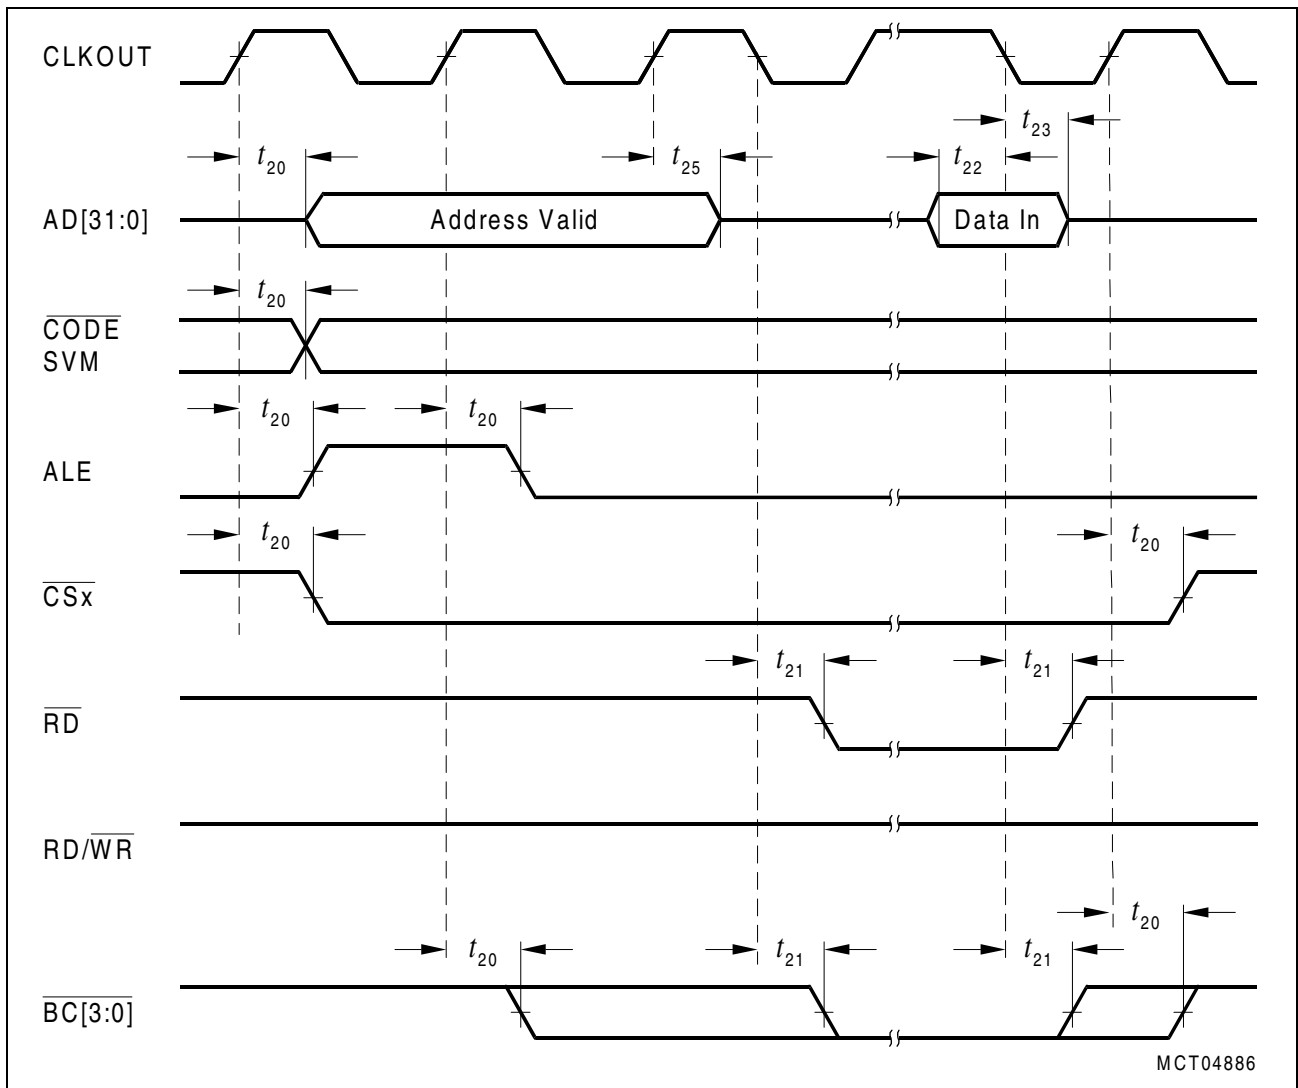 CLKOUT
t23
t20 t25 t22
AD[31:0] Address Valid Data In
t20
CODE
SVM
t20 t20
ALE
t20 t20
CSx
t21 t21
RD
RD/WR
t20
t20 t21 t21
BC[3:0]
MCT04886